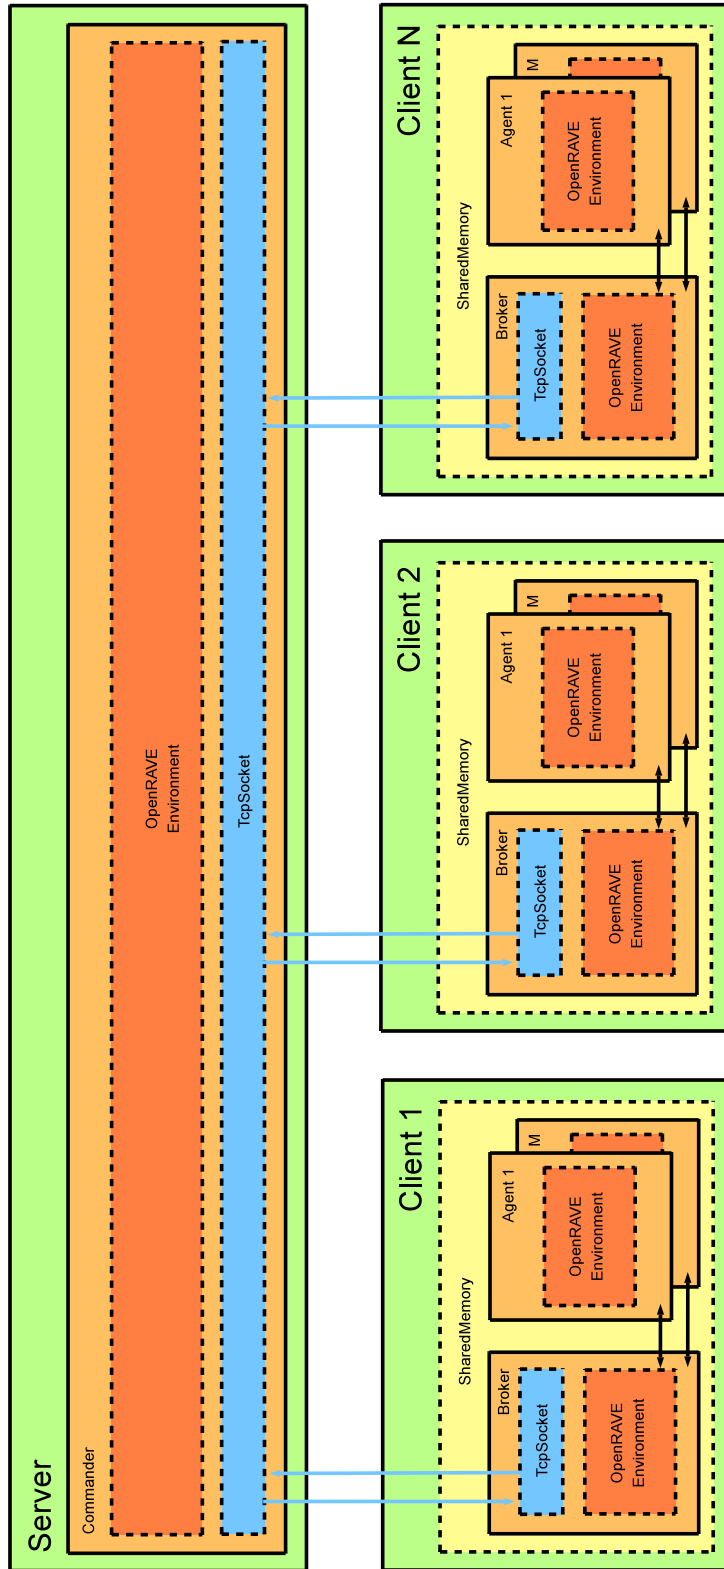 Server
Commander
OpenRAVE
Environment
TcpSocket
Client 1
SharedMemory
Broker
TcpSocket
OpenRAVE
Environment
Agent 1
OpenRAVE
Environment
M
Client 2
SharedMemory
Broker
TcpSocket
OpenRAVE
Environment
Agent 1
OpenRAVE
Environment
M
Client N
SharedMemory
Broker
TcpSocket
OpenRAVE
Environment
Agent 1
OpenRAVE
Environment
M